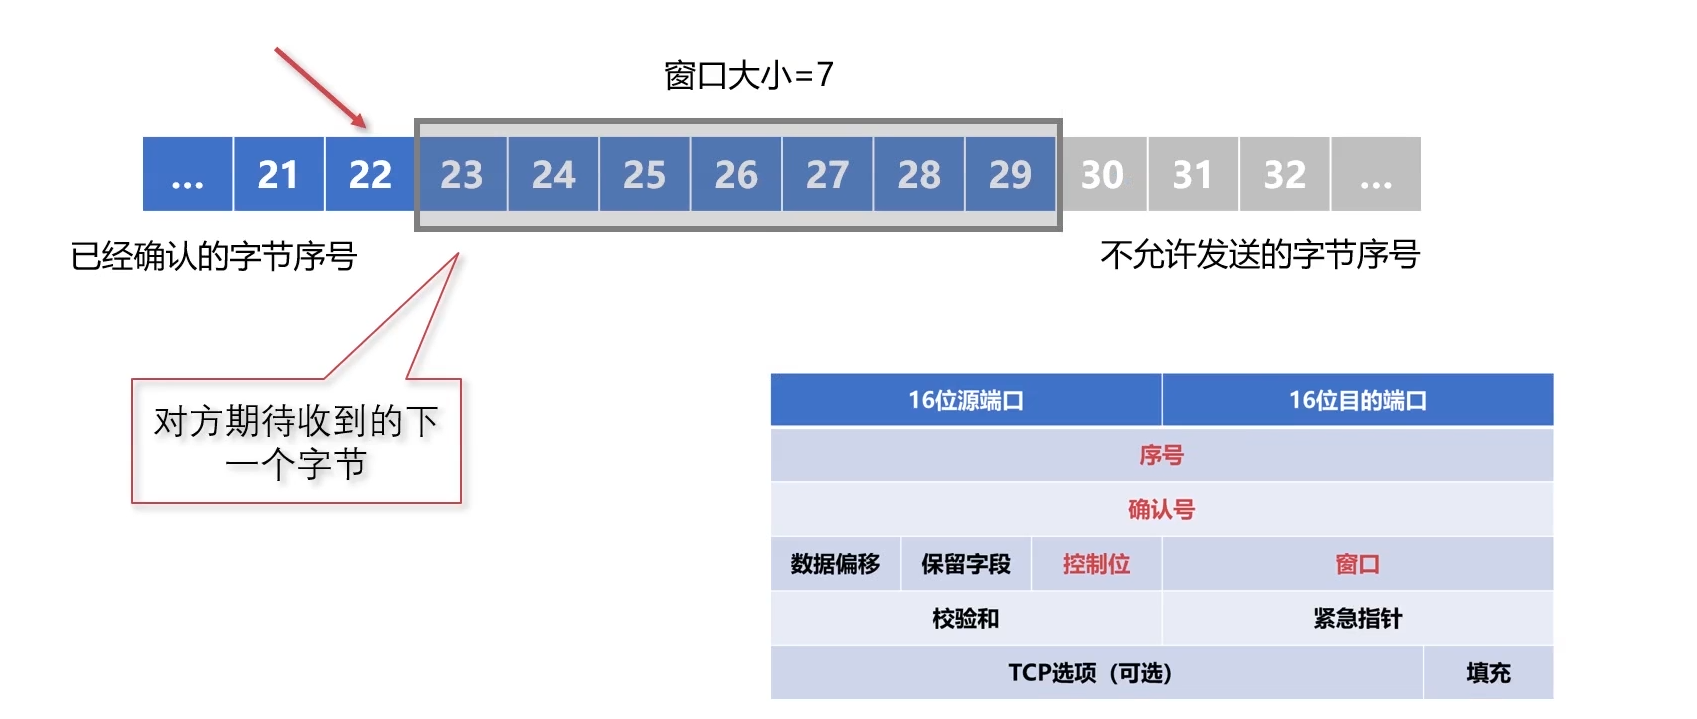 窗口大小=7
... 21 22 23 24 25 26 27 28 29 30 31 32 ...
已经确认的字节序号
不允许发送的字节序号
对方期待收到的下
一个字节
16位源端口 16位目的端口
序号
确认号
数据偏移 保留字段 控制位 窗口
校验和 紧急指针
TCP选项（可选） 填充